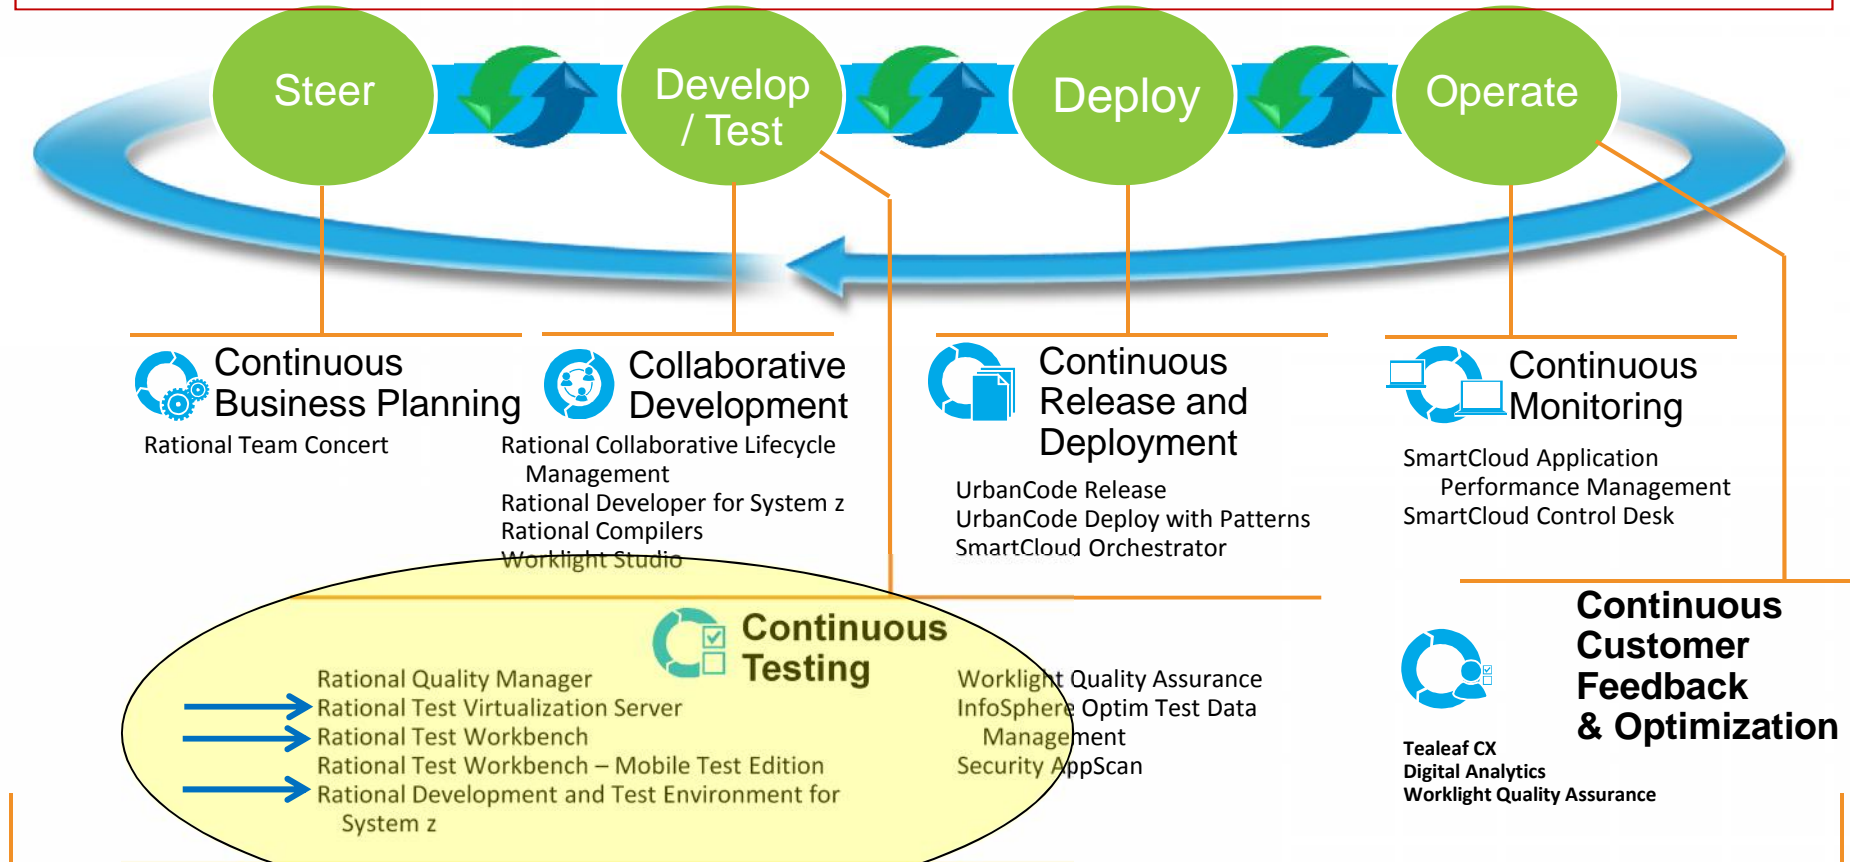 Steer
Develop
/ Test
Deploy
Operate
Continuous
Business Planning
Rational Team Concert
Collaborative
Development
Rational Collaborative Lifecycle
Management
Rational Developer for System z
Rational Compilers
Worklight Studio
Continuous
Release and
Deployment
UrbanCode Release
UrbanCode Deploy with Patterns
SmartCloud Orchestrator
Continuous
Monitoring
SmartCloud Application
Performance Management
SmartCloud Control Desk
Continuous
Testing
Rational Quality Manager
Rational Test Virtualization Server
Rational Test Workbench
Rational Test Workbench – Mobile Test Edition
Rational Development and Test Environment for
System z
Worklight Quality Assurance
InfoSphere Optim Test Data
Management
Security AppScan
Continuous
Customer
Feedback
& Optimization
Tealeaf CX
Digital Analytics
Worklight Quality Assurance